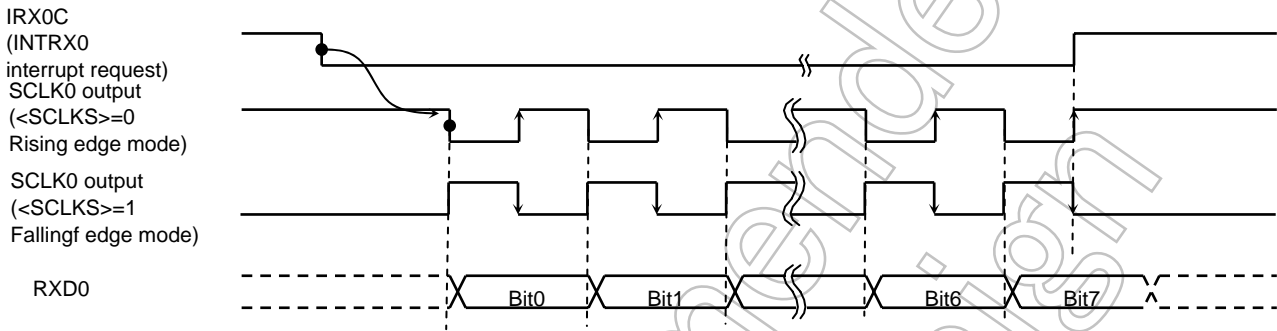 IRX0C
(INTRX0
interrupt request)
SCLK0 output
(<SCLKS>=0
Rising edge mode)
SCLK0 output
(<SCLKS>=1
Fallingf edge mode)
RXD0
Bit0
Bit1
Bit6
Bit7